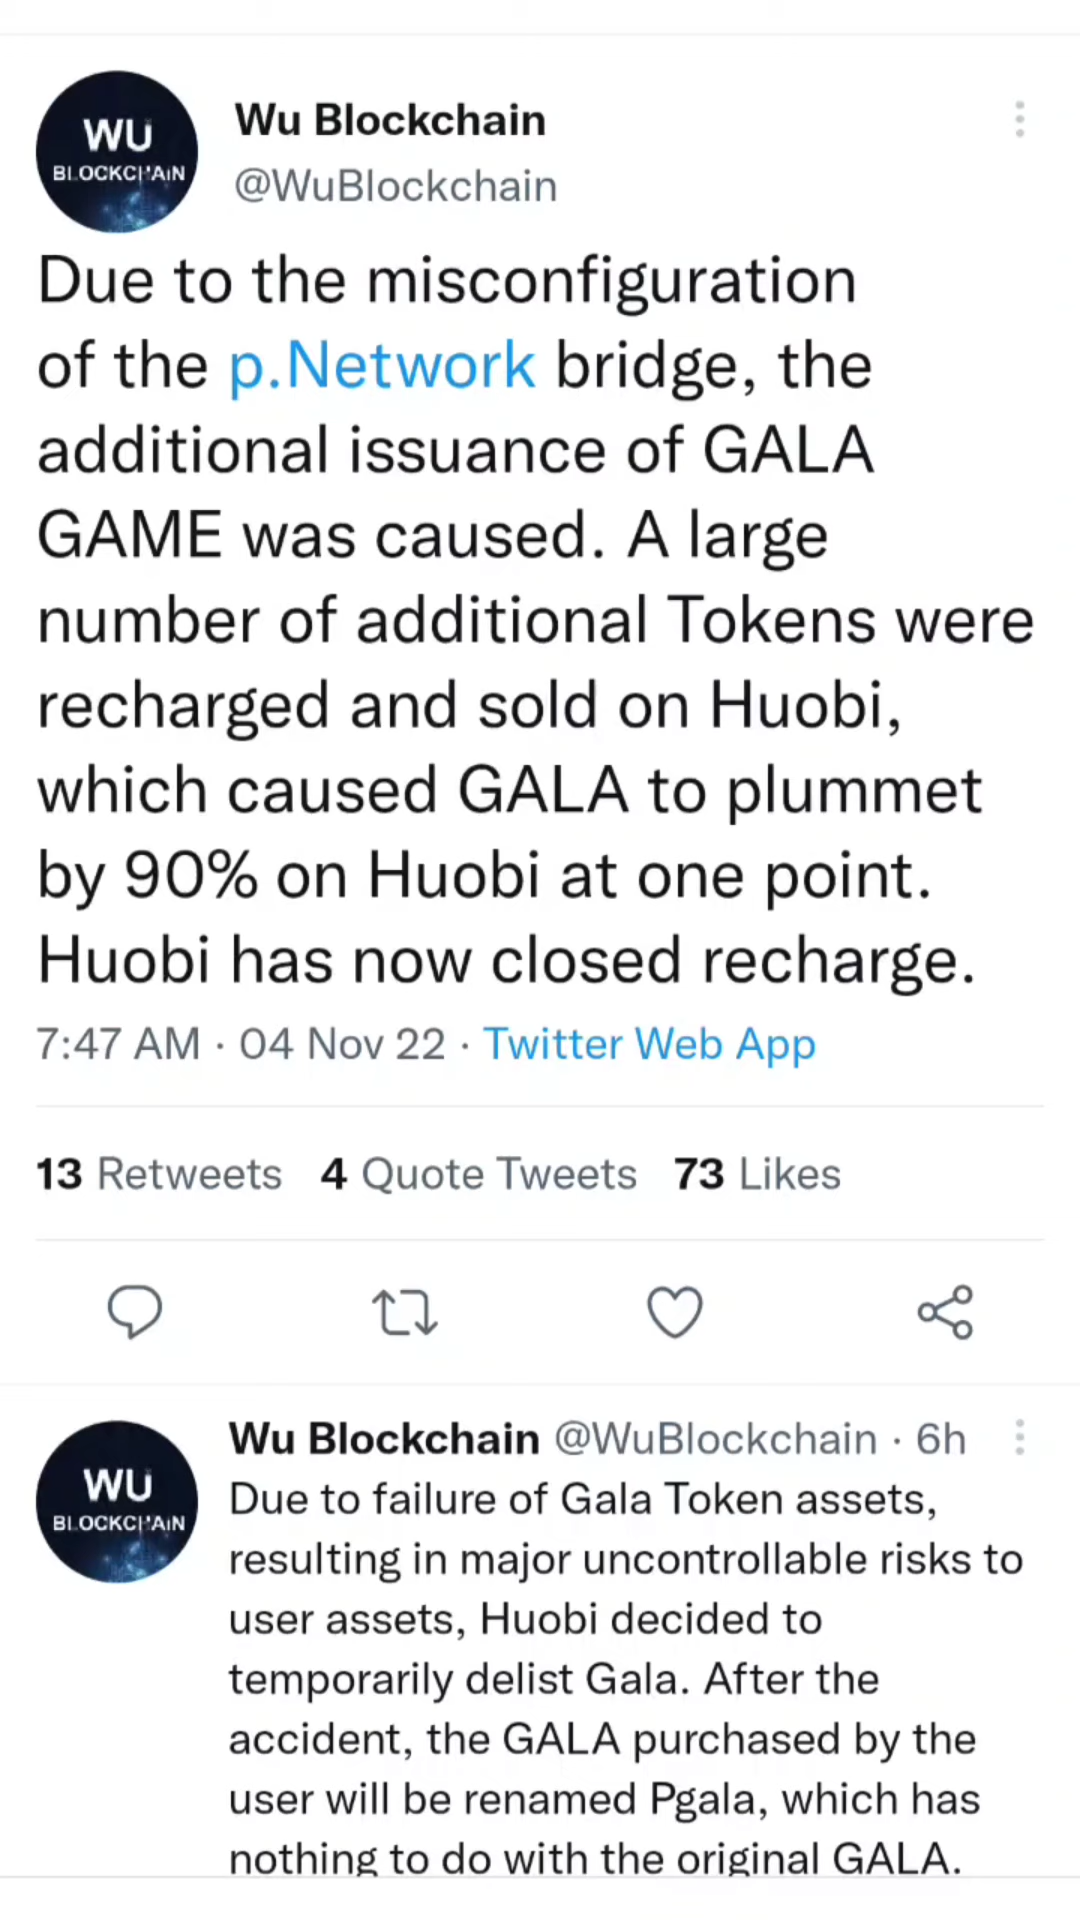 WU
BLOCKCHAIN
Wu Blockchain
@WuBlockchain
Due to the misconfiguration
of the p.Network bridge, the
additional issuance of GALA
GAME was caused. A large
number of additional Tokens were
recharged and sold on Huobi,
which caused GALA to plummet
by 90% on Huobi at one point.
Huobi has now closed recharge.
7:47 AM · 04 Nov 22 · Twitter Web App
13 Retweets 4 Quote Tweets 73 Likes
WU
BLOCKCHAIN
Wu Blockchain @WuBlockchain · 6h
Due to failure of Gala Token assets,
resulting in major uncontrollable risks to
user assets, Huobi decided to
temporarily delist Gala. After the
accident, the GALA purchased by the
user will be renamed Pgala, which has
nothing to do with the original GALA.